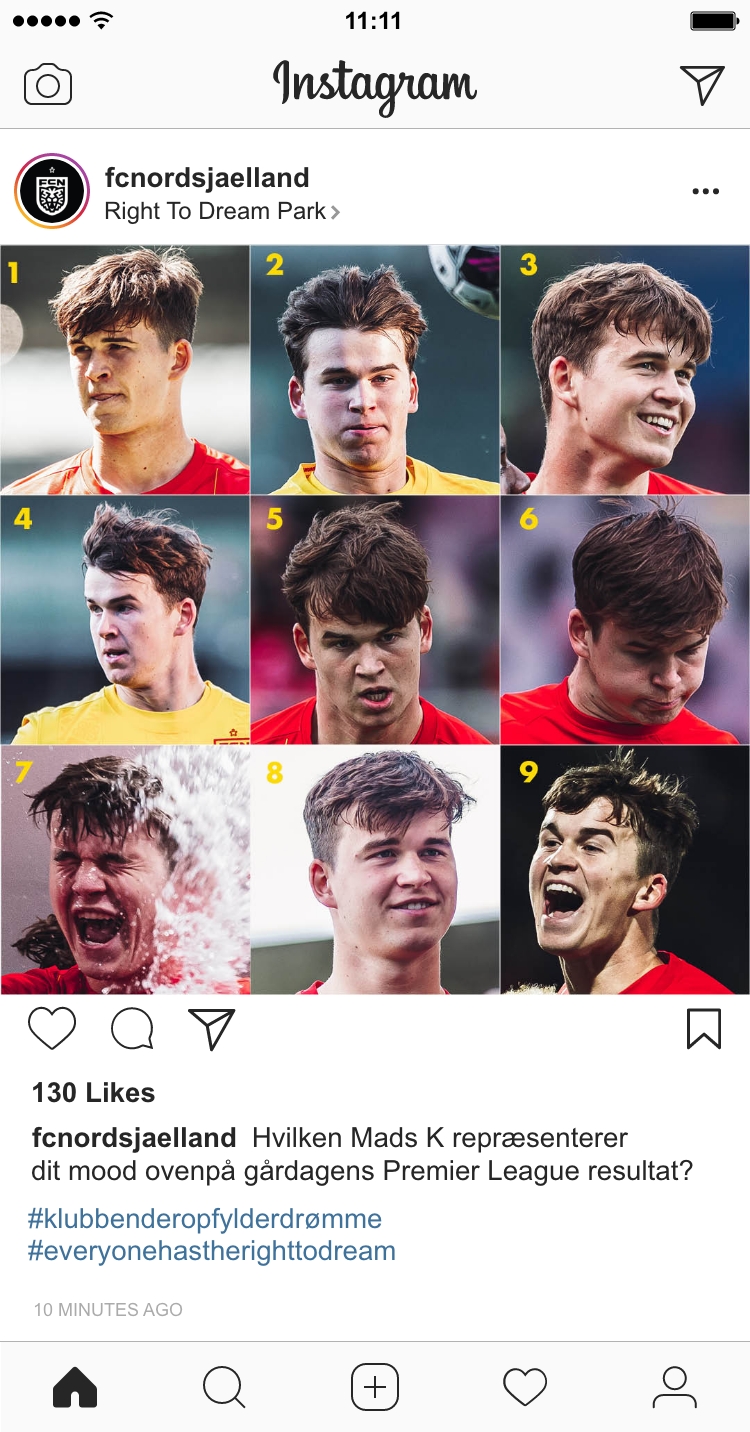 11:11
Instagram
FCN
fcnordsjaelland
Right To Dream Park
1
2
3
4
5
6
7
8
9
130 Likes
fcnordsjaelland Hvilken Mads K repræsenterer
dit mood ovenpå gårdagens Premier League resultat?
#klubbenderopfylderdrømme
#everyonehastherighttodream
10 MINUTES AGO